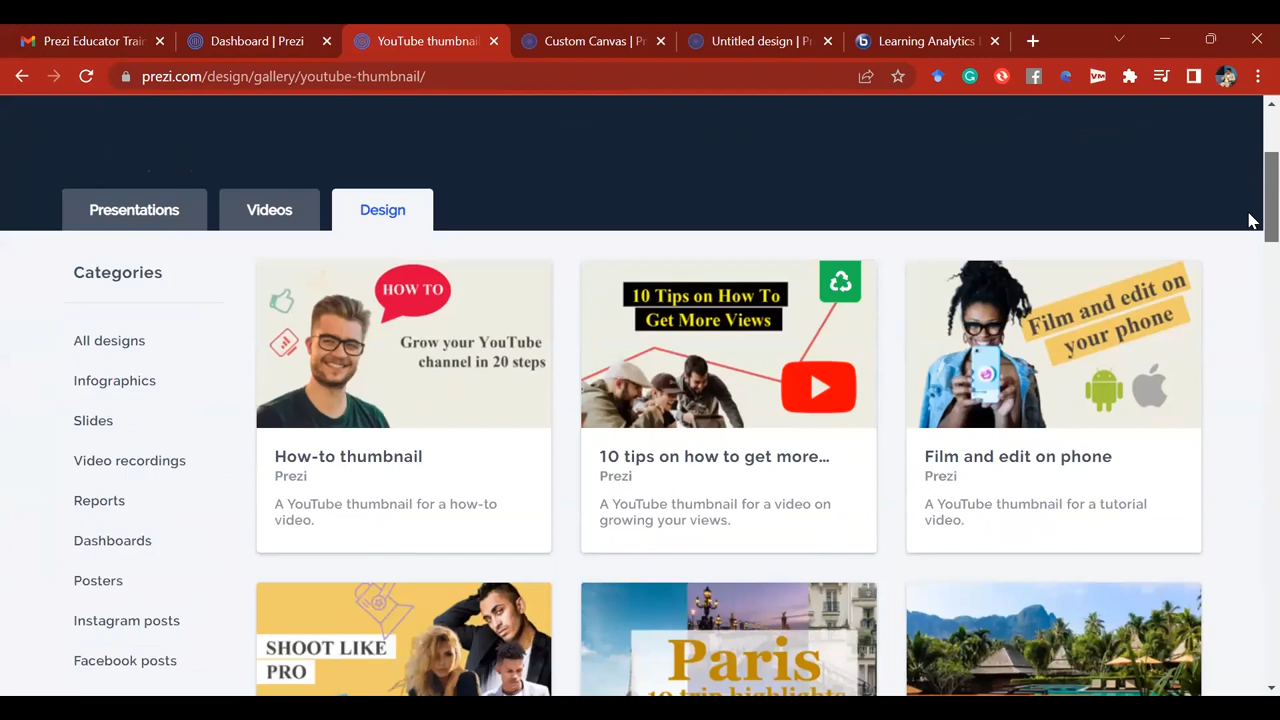 Prezi Educator Train
Dashboard | Prezi
YouTube thumbnail
Custom Canvas | Pr
Untitled design | Pr
Learning Analytics
prezi.com/design/gallery/youtube-thumbnail/
VM
Presentations
Videos
Design
Categories
All designs
Infographics
Slides
Video recordings
Reports
Dashboards
Posters
Instagram posts
Facebook posts
HOW TO
Grow your YouTube
channel in 20 steps
How-to thumbnail
Prezi
A YouTube thumbnail for a how-to
video.
10 Tips on How To
Get More Views
10 tips on how to get more...
Prezi
A YouTube thumbnail for a video on
growing your views.
Film and edit on
your phone
Film and edit on phone
Prezi
A YouTube thumbnail for a tutorial
video.
SHOOT LIKE
PRO
Paris
10 trip highlights